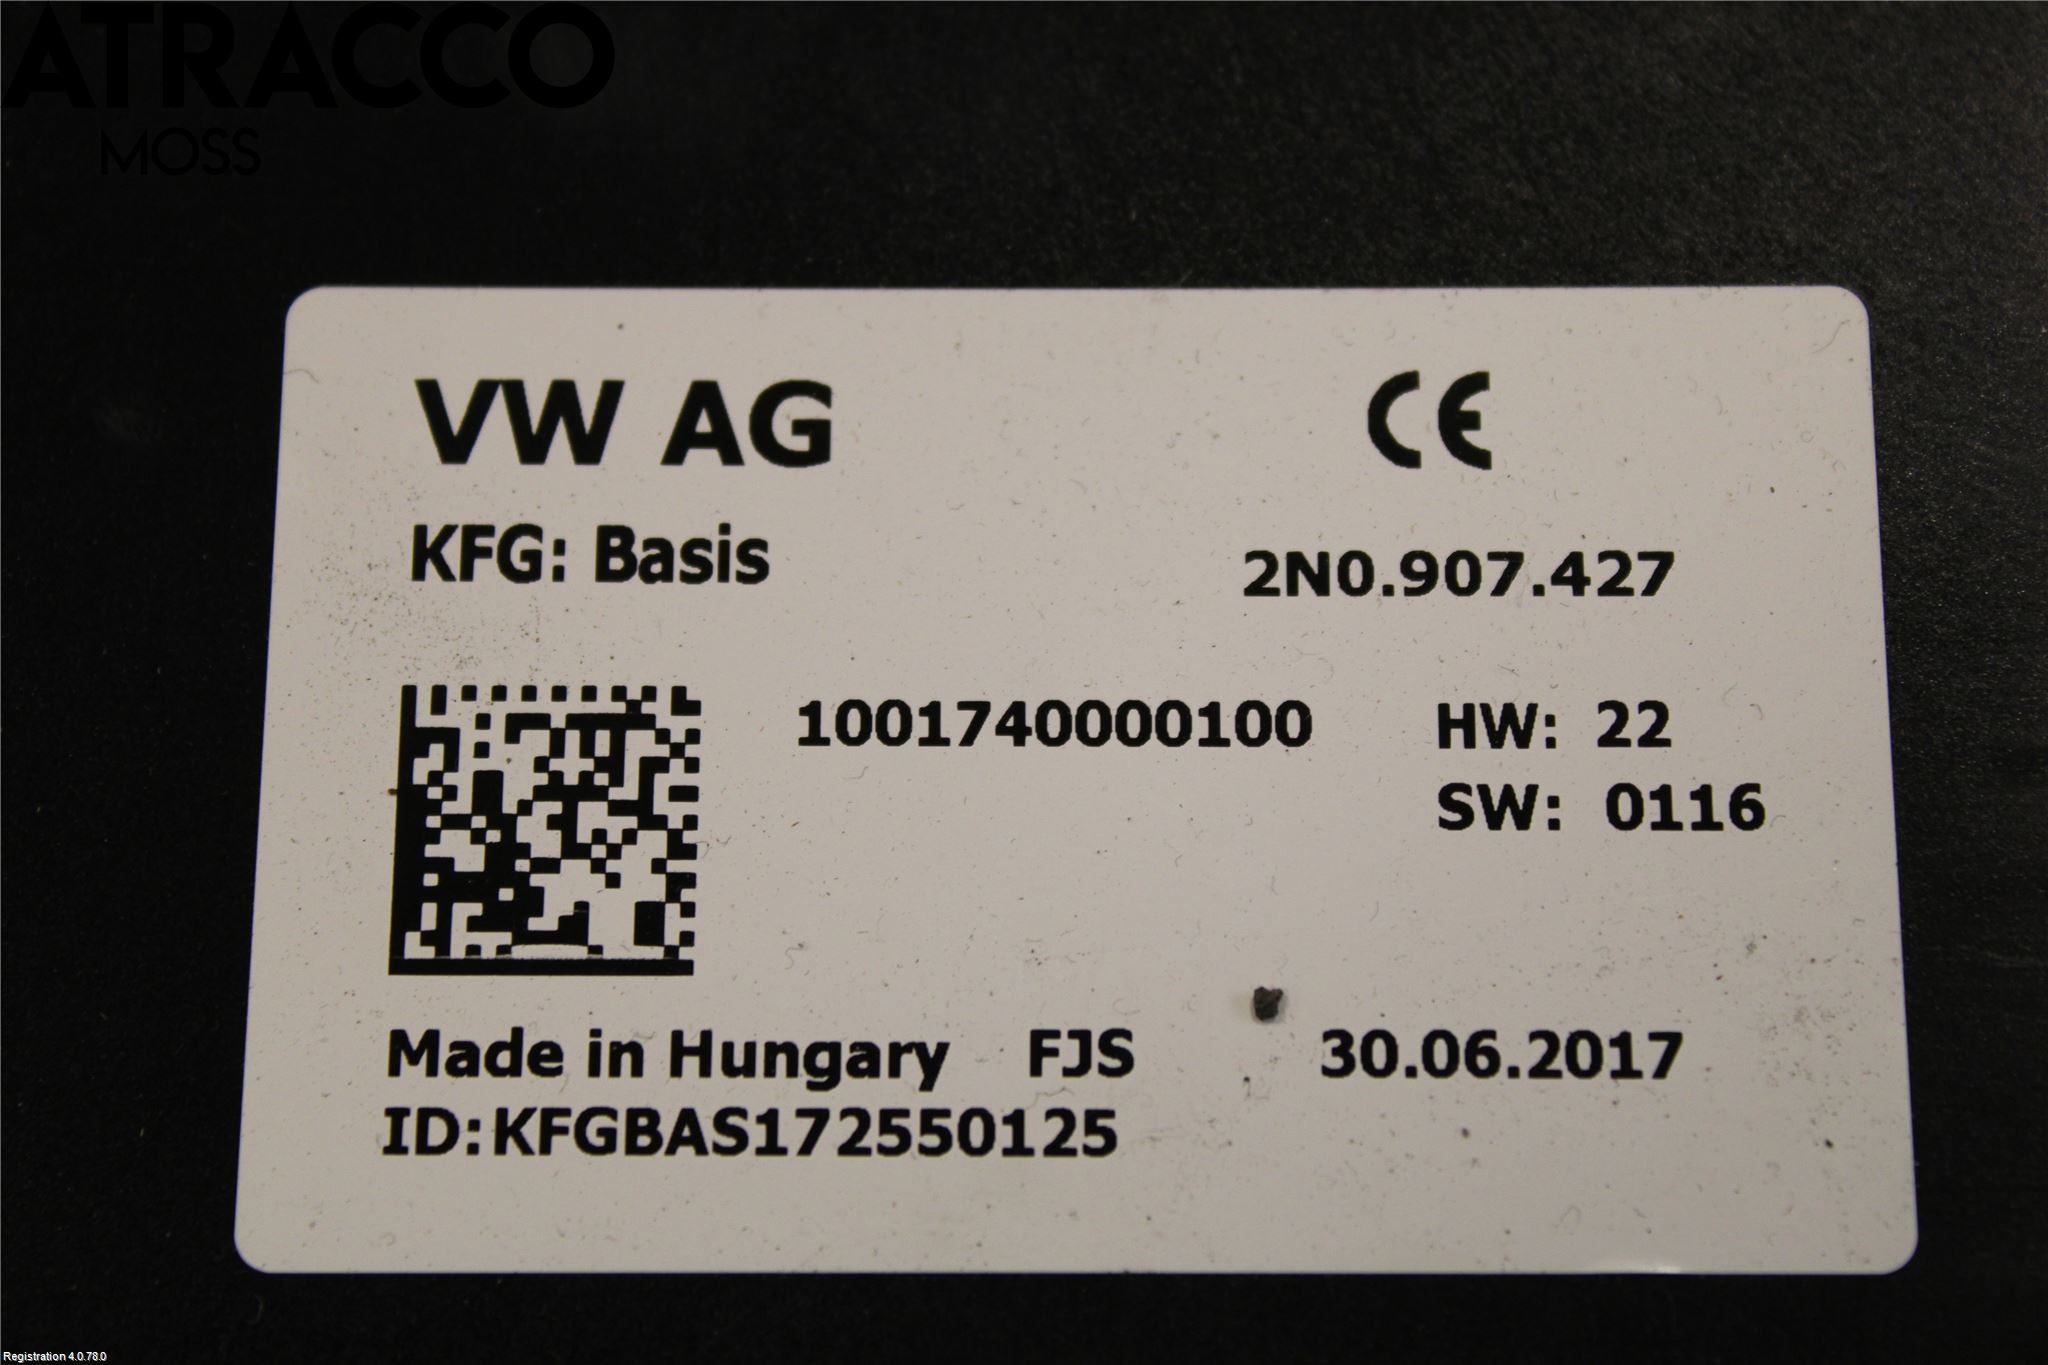 ATRACCO
MOSS
VW AG CE
KFG: Basis 2N0.907.427
1001740000100 HW: 22
SW: 0116
Made in Hungary FJS 30.06.2017
ID:KFGBAS172550125
Registration 4.0.78.0